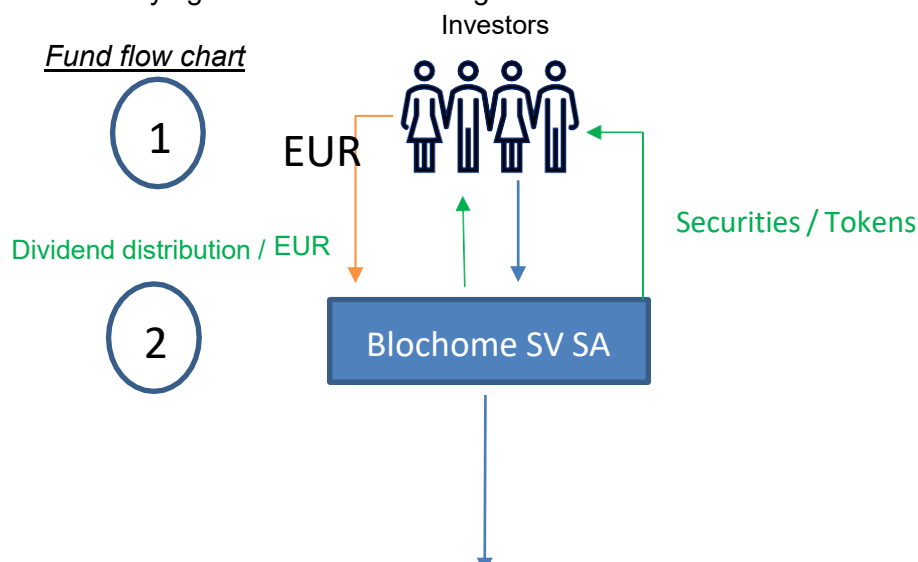 Investors
Fund flow chart
1
EUR
Securities / Tokens
Dividend distribution / EUR
2
Blochome SV SA